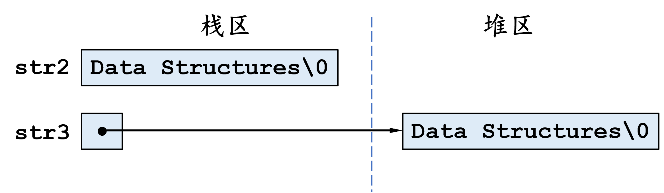 栈区 堆区
str2 Data Structures\0
str3 Data Structures\0